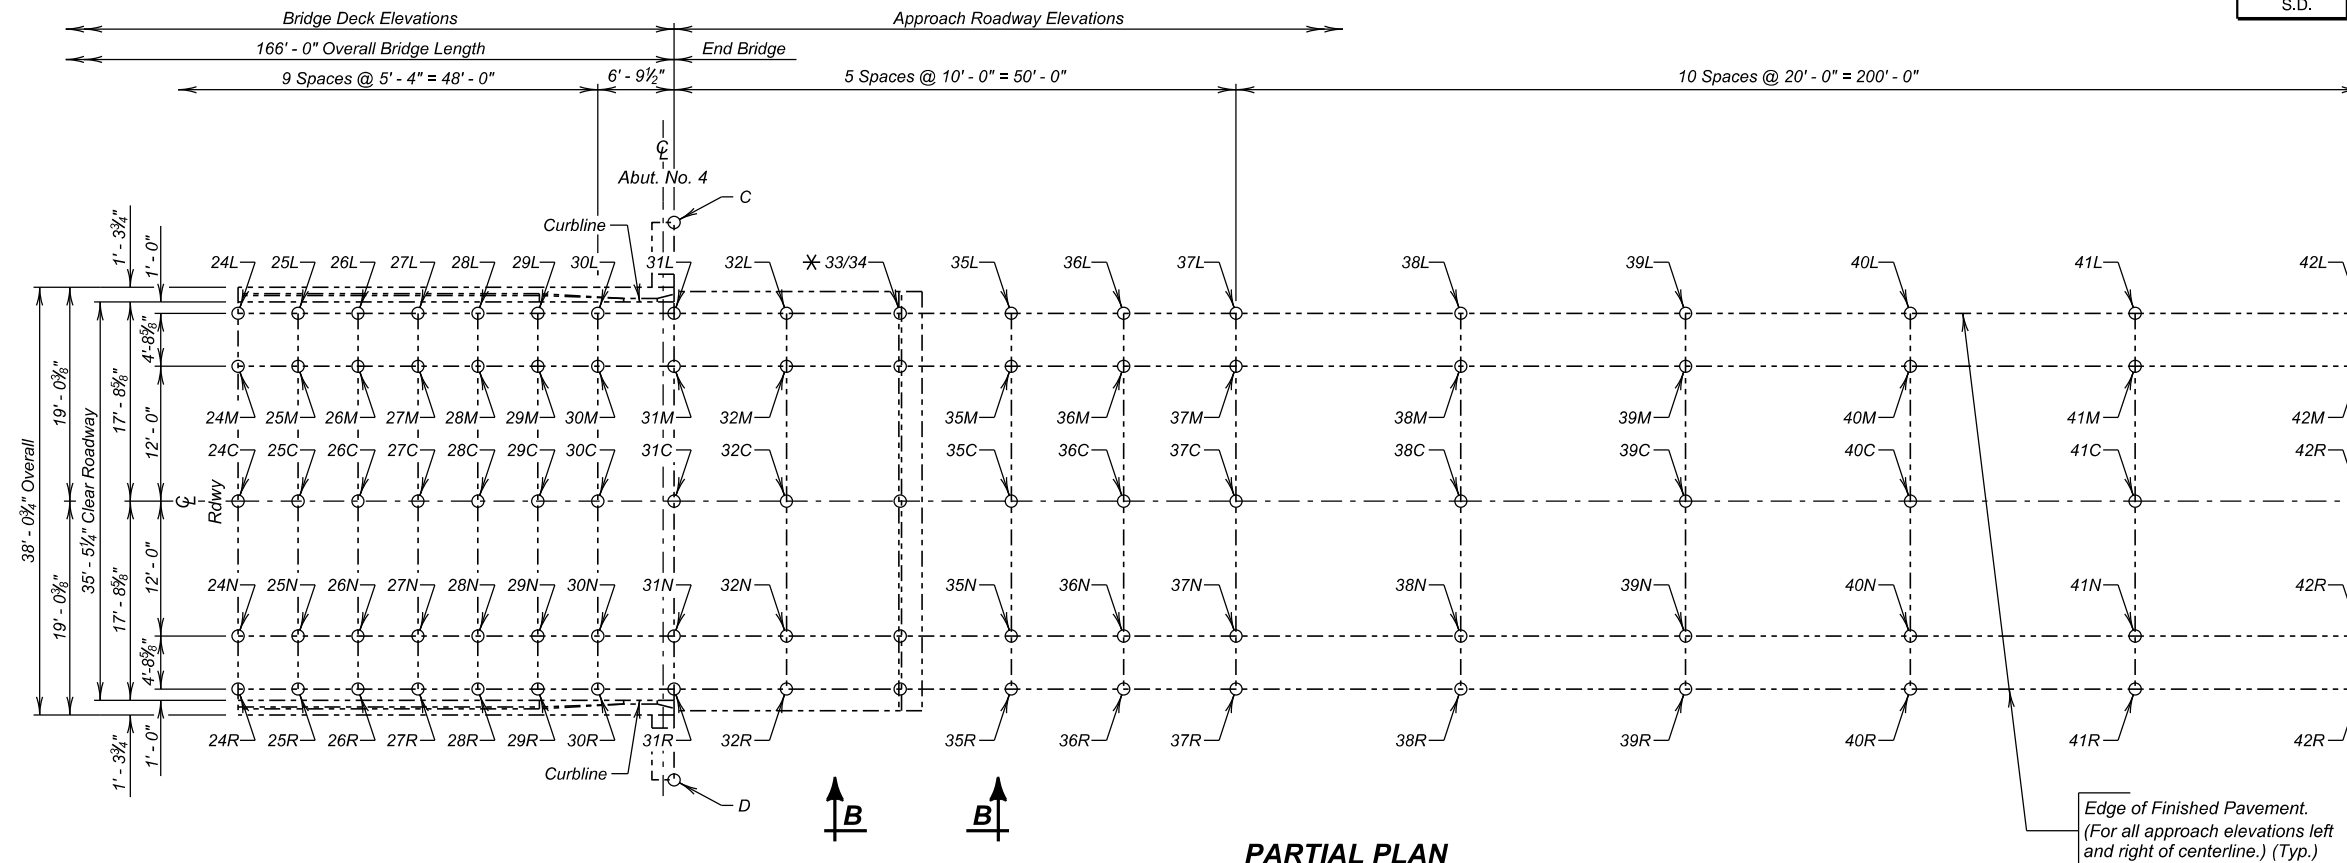 S.D.
Bridge Deck Elevations
Approach Roadway Elevations
166' - 0" Overall Bridge Length
End Bridge
9 Spaces @ 5' - 4" = 48' - 0"
6' - 9½"
5 Spaces @ 10' - 0" = 50' - 0"
10 Spaces @ 20' - 0" = 200' - 0"
CL
Abut. No. 4
C
Curbline
1' - 3¾"
1' - 0"
24L 25L 26L 27L 28L 29L 30L 31L 32L * 33/34 35L 36L 37L 38L 39L 40L 41L 42L
4'-8⅝"
19' - 0⅜"
17' - 8⅝"
12' - 0"
24M 25M 26M 27M 28M 29M 30M 31M 32M 35M 36M 37M 38M 39M 40M 41M 42M
24C 25C 26C 27C 28C 29C 30C 31C 32C 35C 36C 37C 38C 39C 40C 41C 42R
38' - 0¾" Overall
35' - 5¼" Clear Roadway
CL
Rdwy
12' - 0"
24N 25N 26N 27N 28N 29N 30N 31N 32N 35N 36N 37N 38N 39N 40N 41N 42R
19' - 0⅜"
17' - 8⅝"
4'-8⅝"
24R 25R 26R 27R 28R 29R 30R 31R 32R 35R 36R 37R 38R 39R 40R 41R 42R
1' - 3¾"
1' - 0"
Curbline
D
B B
Edge of Finished Pavement.
(For all approach elevations left
and right of centerline.) (Typ.)
PARTIAL PLAN